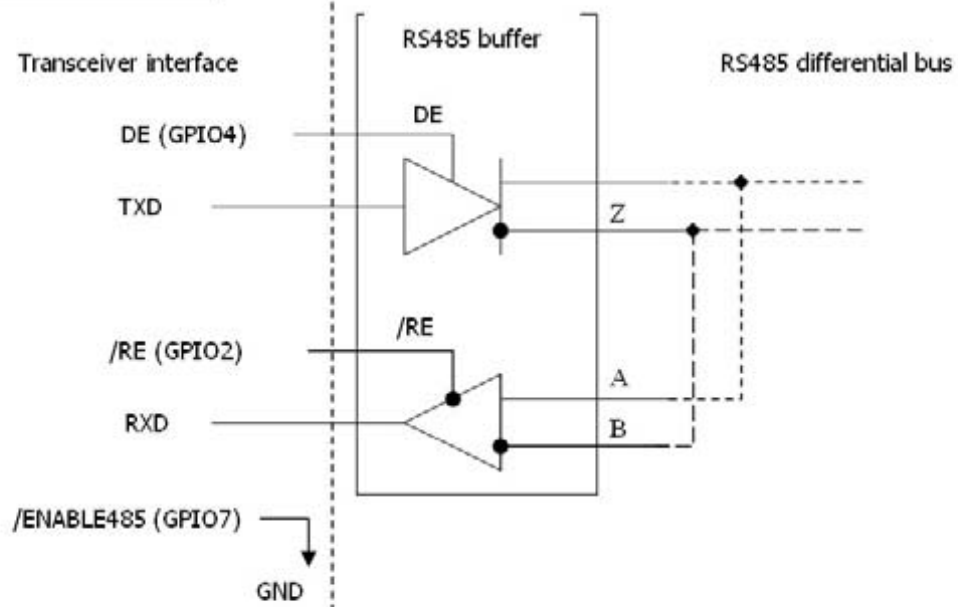 RS485 buffer
Transceiver interface
RS485 differential bus
DE
DE (GPIO4)
TXD
Z
/RE
/RE (GPIO2)
A
RXD
B
/ENABLE485 (GPIO7)
GND